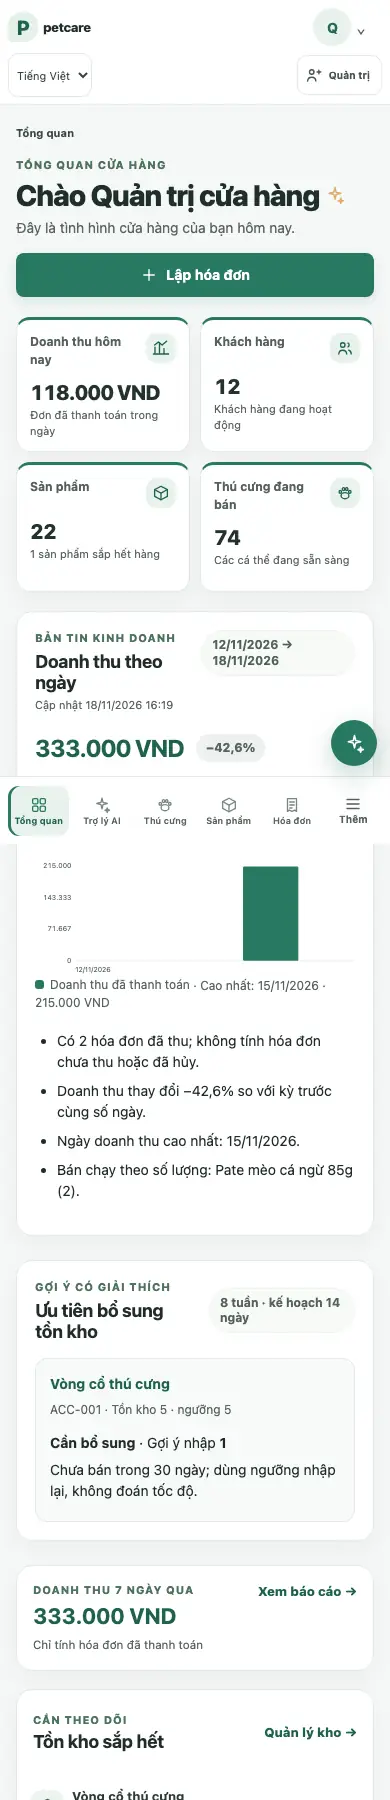 P petcare
Q
Tiếng Việt
Quản trị
Tổng quan
TỔNG QUAN CỬA HÀNG
Chào Quản trị cửa hàng
Đây là tình hình cửa hàng của bạn hôm nay.
+ Lập hóa đơn
Doanh thu hôm
nay
118.000 VND
Đơn đã thanh toán trong
ngày
Khách hàng
12
Khách hàng đang hoạt
động
Sản phẩm
22
1 sản phẩm sắp hết hàng
Thú cưng đang
bán
74
Các cá thể đang sẵn sàng
BẢN TIN KINH DOANH
Doanh thu theo
ngày
Cập nhật 18/11/2026 16:19
12/11/2026 →
18/11/2026
333.000 VND
−42,6%
Tổng quan
Trợ lý AI
Thú cưng
Sản phẩm
Hóa đơn
Thêm
215.000
143.333
71.667
0
12/11/2026
Doanh thu đã thanh toán · Cao nhất: 15/11/2026 ·
215.000 VND
• Có 2 hóa đơn đã thu; không tính hóa đơn
chưa thu hoặc đã hủy.
• Doanh thu thay đổi −42,6% so với kỳ trước
cùng số ngày.
• Ngày doanh thu cao nhất: 15/11/2026.
• Bán chạy theo số lượng: Pate mèo cá ngừ 85g
(2).
GỢI Ý CÓ GIẢI THÍCH
Ưu tiên bổ sung
tồn kho
8 tuần · kế hoạch 14
ngày
Vòng cổ thú cưng
ACC-001 · Tồn kho 5 · ngưỡng 5
Cần bổ sung · Gợi ý nhập 1
Chưa bán trong 30 ngày; dùng ngưỡng nhập
lại, không đoán tốc độ.
DOANH THU 7 NGÀY QUA
333.000 VND
Chỉ tính hóa đơn đã thanh toán
Xem báo cáo →
CẦN THEO DÕI
Tồn kho sắp hết
Quản lý kho →
Vòng cổ thú cưng